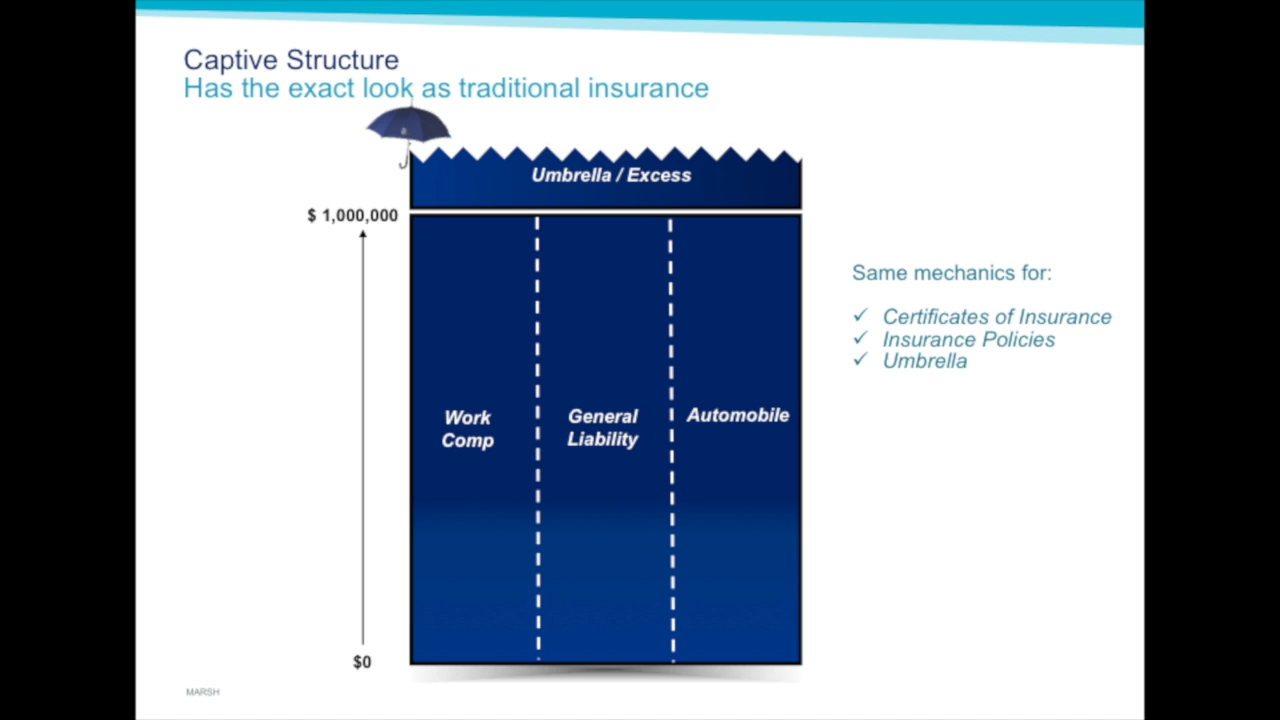 Captive Structure
Has the exact look as traditional insurance
Umbrella / Excess
$ 1,000,000
Work
Comp
General
Liability
Automobile
$0
Same mechanics for:
✓ Certificates of Insurance
✓ Insurance Policies
✓ Umbrella
MARSH